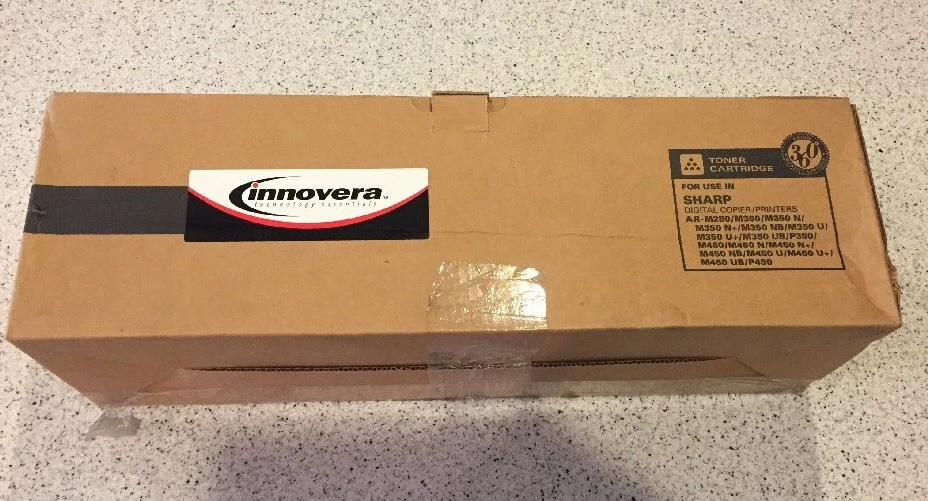 innovera™
technology essentials
TONER
CARTRIDGE
360
FOR USE IN
SHARP
DIGITAL COPIER/PRINTERS
AR-M280/M350/M350 N/
M350 N+/M350 NB/M350 U/
M350 U+/M350 UB/P350/
M450/M450 N/M450 N+/
M450 NB/M450 U/M450 U+/
M450 UB/P450